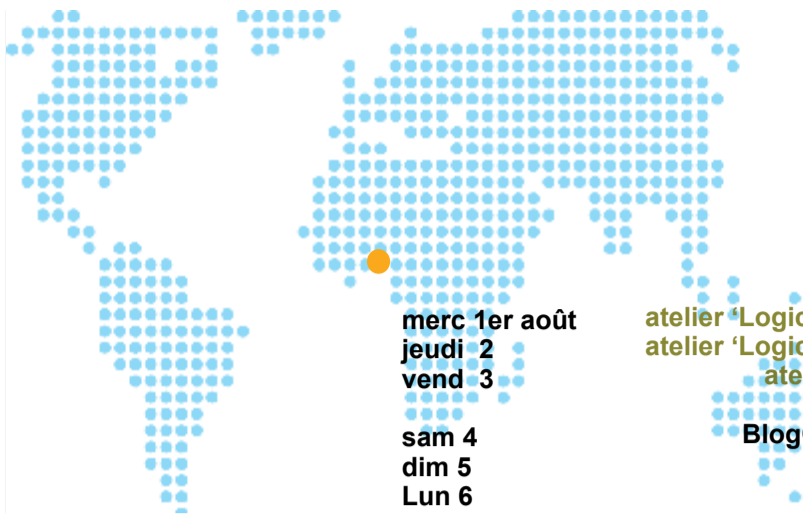 merc 1er août atelier ‘Logic
jeudi 2 atelier ‘Logic
vend 3 ate
sam 4 Blog
dim 5
Lun 6